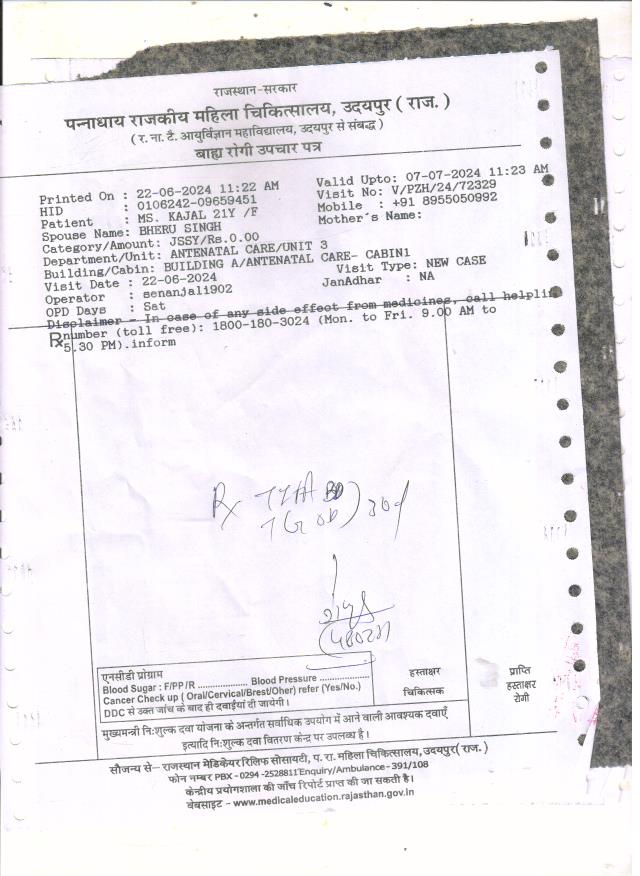 राजस्थान-सरकार
पन्नाधाय राजकीय महिला चिकित्सालय, उदयपुर ( राज. )
( र. ना. टै. आयुर्विज्ञान महाविद्यालय, उदयपुर से संबद्ध )
बाह्य रोगी उपचार पत्र
Printed On : 22-06-2024 11:22 AM Valid Upto: 07-07-2024 11:23 AM
HID : 0106242-09659451 Visit No: V/PZH/24/72329
Patient : MS. KAJAL 21Y /F Mobile : +91 8955050992
Spouse Name: BHERU SINGH Mother´s Name:
Category/Amount: JSSY/Rs.0.00
Department/Unit: ANTENATAL CARE/UNIT 3
Building/Cabin: BUILDING A/ANTENATAL CARE- CABIN1
Visit Date : 22-06-2024 Visit Type: NEW CASE
Operator : senanjali902 JanAdhar : NA
OPD Days : Sat
Disclaimer - In case of any side effect from medicines, call helplin
Rx number (toll free): 1800-180-3024 (Mon. to Fri. 9.00 AM to
5.30 PM).inform
Rx
एनसीडी प्रोग्राम
Blood Sugar : F/PP/R .................... Blood Pressure ....................
Cancer Check up ( Oral/Cervical/Brest/Oher) refer (Yes/No.)
DDC से उक्त जांच के बाद ही दवाईयां दी जायेगी।
हस्ताक्षर
चिकित्सक
प्राप्ति
हस्ताक्षर
रोगी
मुख्यमन्त्री नि:शुल्क दवा योजना के अन्तर्गत सर्वाधिक उपयोग में आने वाली आवश्यक दवाएँ
इत्यादि नि:शुल्क दवा वितरण केन्द्र पर उपलब्ध है।
सौजन्य से– राजस्थान मेडिकेयर रिलिफ सोसायटी, प. रा. महिला चिकित्सालय, उदयपुर( राज. )
फोन नम्बर PBX - 0294 -2528811 Enquiry/Ambulance - 391/108
केन्द्रीय प्रयोगशाला की जाँच रिपोर्ट प्राप्त की जा सकती है।
वेबसाइट - www.medicaleducation.rajasthan.gov.in